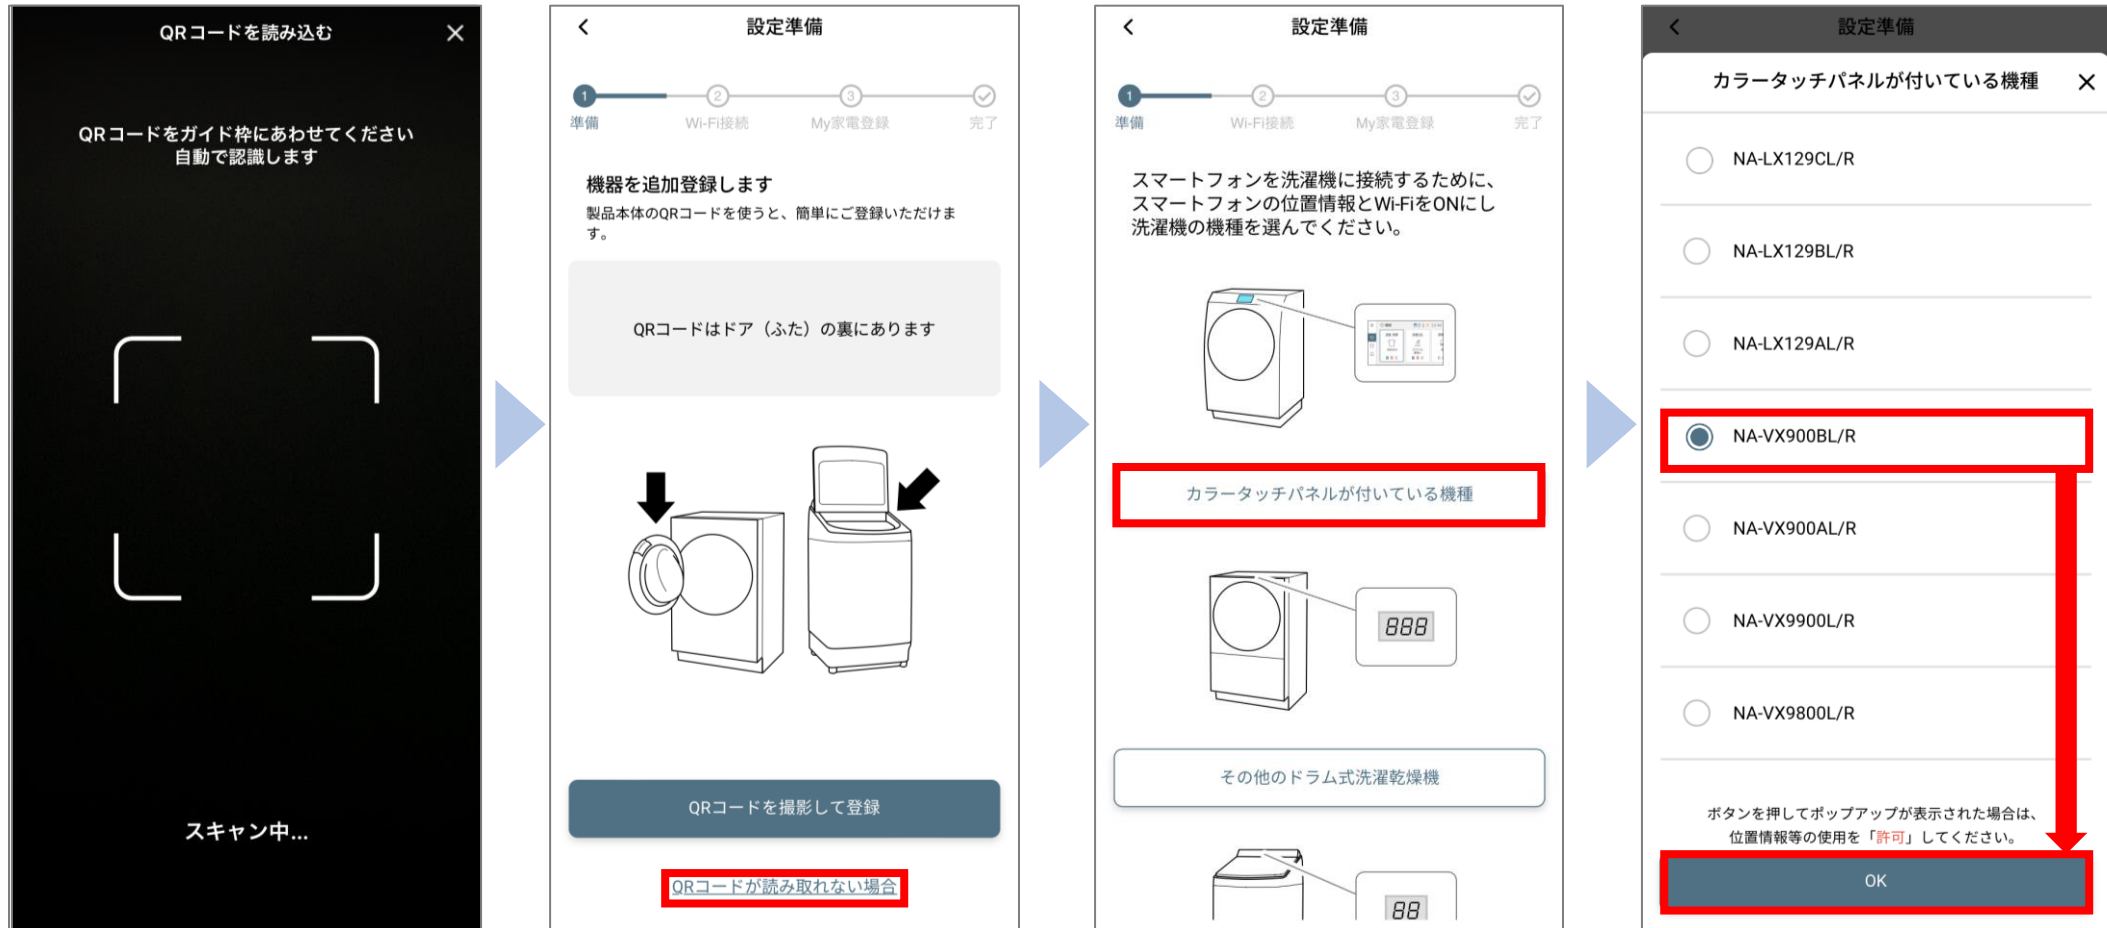 QRコードを読み込む
QRコードをガイド枠にあわせてください
自動で認識します
スキャン中...
設定準備
1
2
3
準備
Wi-Fi接続
My家電登録
完了
機器を追加登録します
製品本体のQRコードを使うと、簡単にご登録いただけま
す。
QRコードはドア（ふた）の裏にあります
QRコードを撮影して登録
QRコードが読み取れない場合
設定準備
1
2
3
準備
Wi-Fi接続
My家電登録
完了
スマートフォンを洗濯機に接続するために、
スマートフォンの位置情報とWi-FiをONにし
洗濯機の機種を選んでください。
カラータッチパネルが付いている機種
888
その他のドラム式洗濯乾燥機
88
設定準備
カラータッチパネルが付いている機種
NA-LX129CL/R
NA-LX129BL/R
NA-LX129AL/R
NA-VX900BL/R
NA-VX900AL/R
NA-VX9900L/R
NA-VX9800L/R
ボタンを押してポップアップが表示された場合は、
位置情報等の使用を「許可」してください。
OK